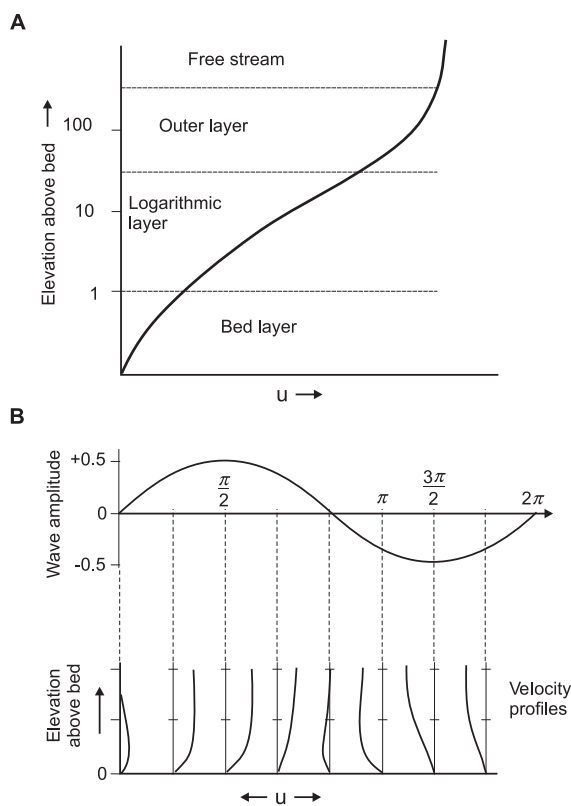 A
Free stream
Outer layer
Logarithmic
layer
Bed layer
Elevation above bed
100
10
1
u
B
Wave amplitude
+0.5
0
-0.5
π/2
π
3π/2
2π
Elevation
above bed
0
Velocity
profiles
u